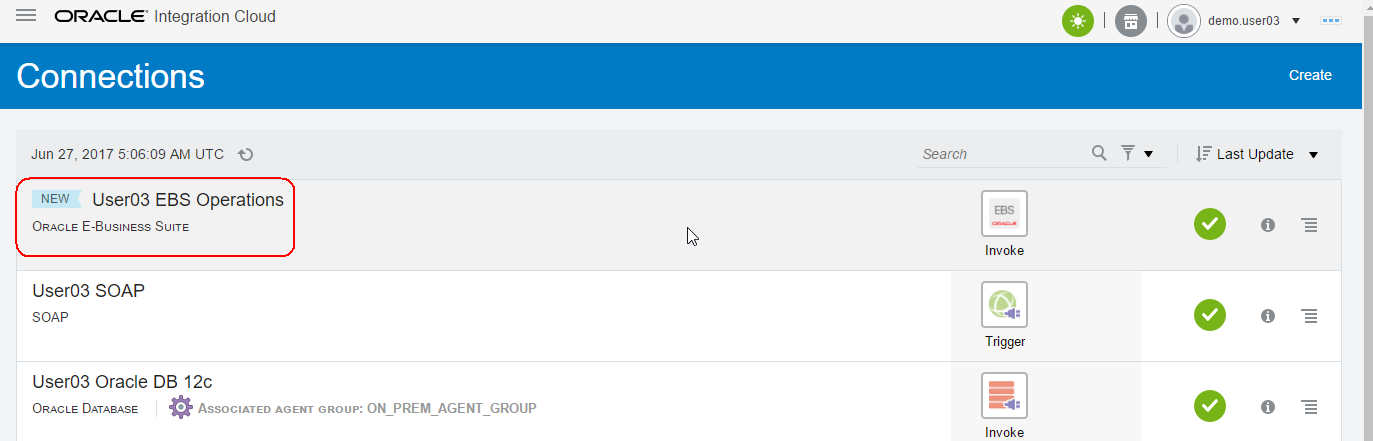 ORACLE Integration Cloud
demo.user03
Connections
Create
Jun 27, 2017 5:06:09 AM UTC
Search
Last Update
NEW User03 EBS Operations
ORACLE E-BUSINESS SUITE
EBS
ORACLE
Invoke
User03 SOAP
SOAP
Trigger
User03 Oracle DB 12c
ORACLE DATABASE ASSOCIATED AGENT GROUP: ON_PREM_AGENT_GROUP
Invoke